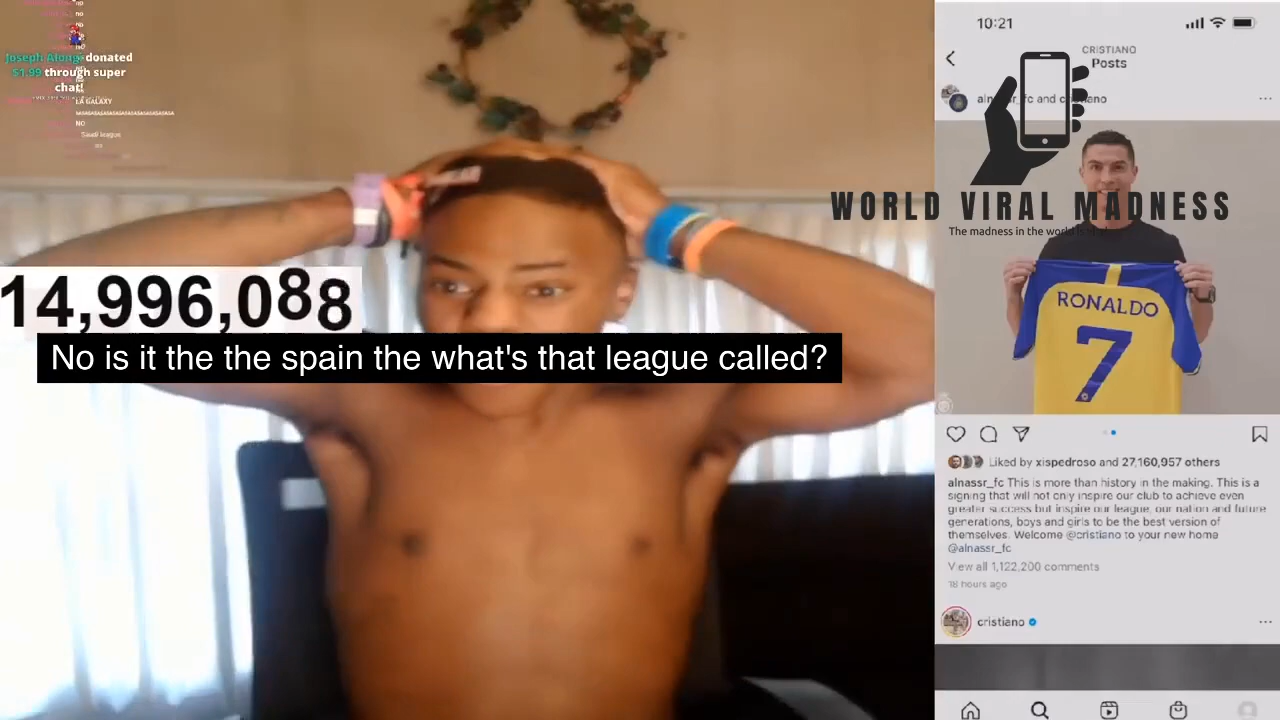 Joseph Alongi donated
$1.99 through super
chat!
LA GALAXY
NO
Saudi league
14,996,088
No is it the the spain the what's that league called?
10:21
CRISTIANO
Posts
WORLD VIRAL MADNESS
The madness in the world is
RONALDO
7
Liked by xispedroso and 27,160,957 others
alnassr_fc This is more than history in the making. This is a
signing that will not only inspire our club to achieve even
greater success but inspire our league, our nation and future
generations, boys and girls to be the best version of
themselves. Welcome @cristiano to your new home
@alnassr_fc
View all 1,122,200 comments
18 hours ago
cristiano